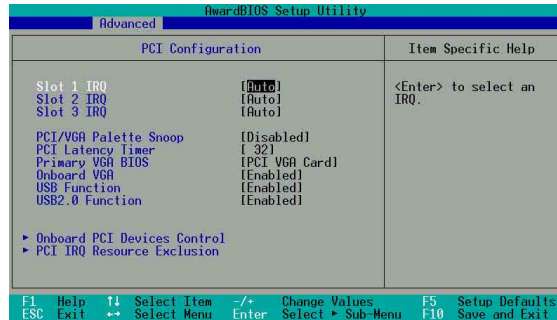 AwardBIOS Setup Utility
Advanced
PCI Configuration
Item Specific Help
Slot 1 IRQ [Auto]
Slot 2 IRQ [Auto]
Slot 3 IRQ [Auto]
<Enter> to select an
IRQ.
PCI/VGA Palette Snoop [Disabled]
PCI Latency Timer [ 32]
Primary VGA BIOS [PCI VGA Card]
Onboard VGA [Enabled]
USB Function [Enabled]
USB2.0 Function [Enabled]
▸ Onboard PCI Devices Control
▸ PCI IRQ Resource Exclusion
F1 Help ↑↓ Select Item -/+ Change Values F5 Setup Defaults
ESC Exit ↔ Select Menu Enter Select ▸ Sub-Menu F10 Save and Exit